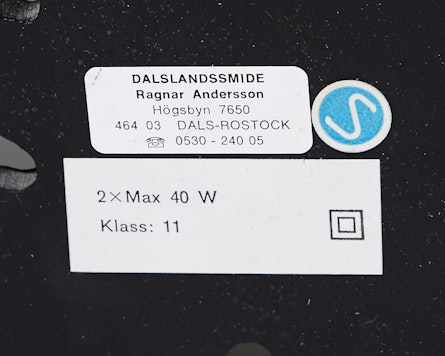 DALSLANDSSMIDE
Ragnar Andersson
Högsbyn 7650
464 03 DALS-ROSTOCK
☎ 0530 - 240 05
S
2×Max 40 W
Klass: 11